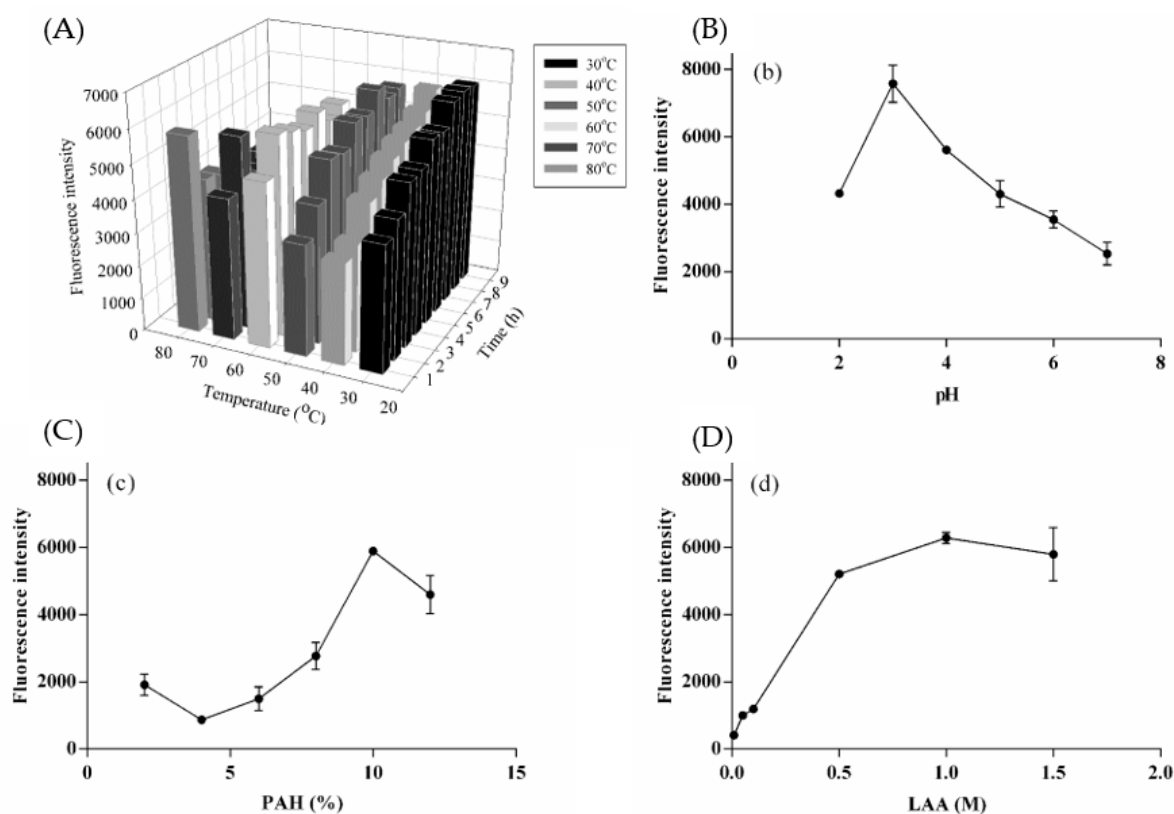 (A)
7000
6000
5000
4000
3000
2000
1000
0
Fluorescence intensity
80
70
60
50
40
30
20
Temperature (°C)
1
2
3
4
5
6
7
8
9
Time (h)
30°C
40°C
50°C
60°C
70°C
80°C
(B)
(b)
8000
6000
4000
2000
0
Fluorescence intensity
0 2 4 6 8
pH
(C)
(c)
8000
6000
4000
2000
0
Fluorescence intensity
0 5 10 15
PAH (%)
(D)
(d)
8000
6000
4000
2000
0
Fluorescence intensity
0.0 0.5 1.0 1.5 2.0
LAA (M)